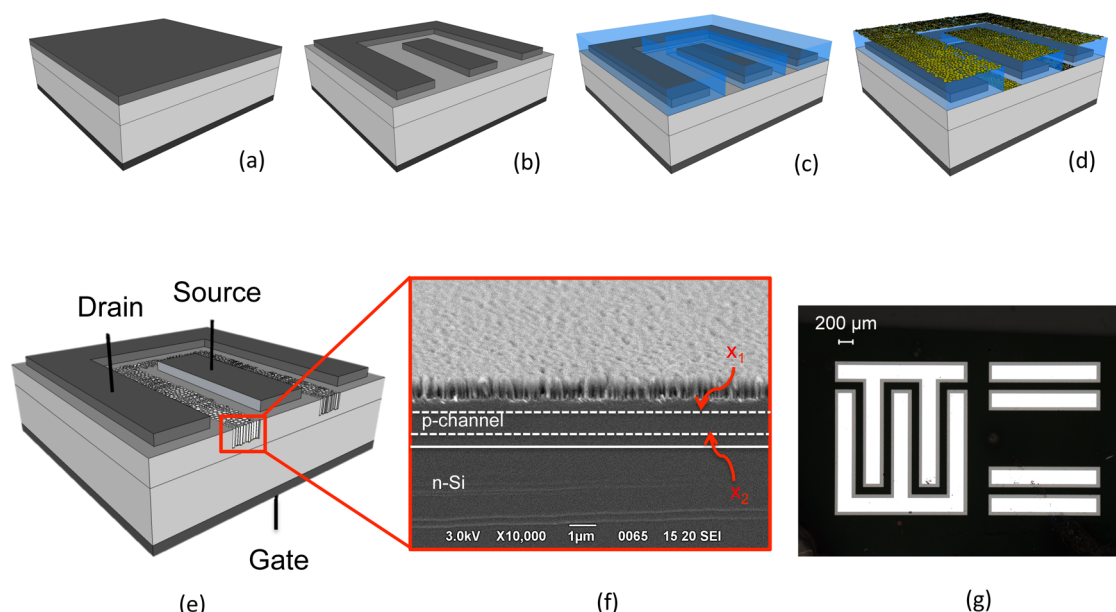 (a)
(b)
(c)
(d)
Drain
Source
Gate
x₁
p-channel
n-Si
x₂
3.0kV X10,000 1μm 0065 15 20 SEI
200 μm
(e)
(f)
(g)